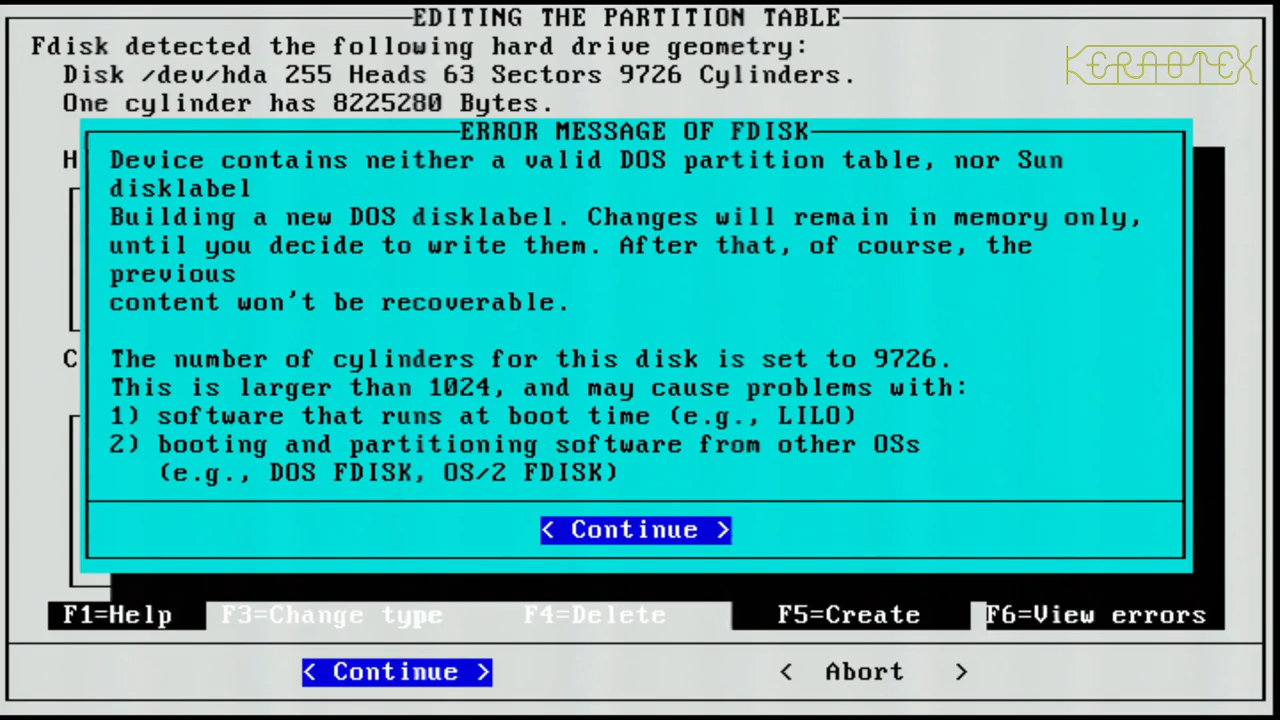 EDITING THE PARTITION TABLE
Fdisk detected the following hard drive geometry:
KERNOTEX
Disk /dev/hda 255 Heads 63 Sectors 9726 Cylinders.
One cylinder has 8225280 Bytes.
ERROR MESSAGE OF FDISK
H
Device contains neither a valid DOS partition table, nor Sun
disklabel
Building a new DOS disklabel. Changes will remain in memory only,
until you decide to write them. After that, of course, the
previous
content won't be recoverable.
C
The number of cylinders for this disk is set to 9726.
This is larger than 1024, and may cause problems with:
1) software that runs at boot time (e.g., LILO)
2) booting and partitioning software from other OSs
(e.g., DOS FDISK, OS/2 FDISK)
< Continue >
F1=Help F3=Change type F4=Delete F5=Create F6=View errors
< Continue > < Abort >